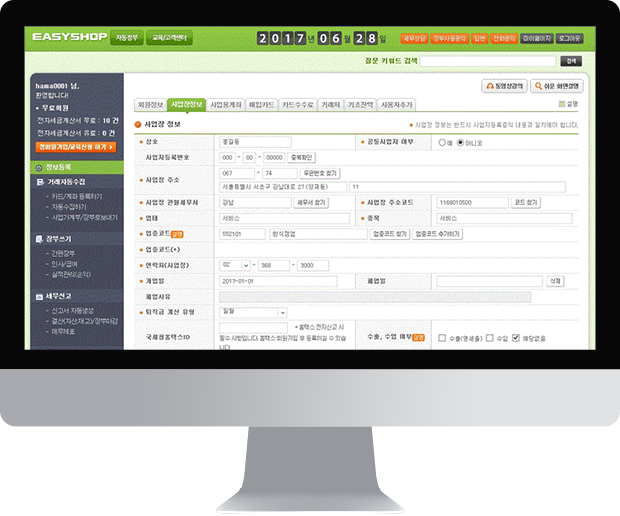 EASYSHOP 자동장부 교육/고객센터 2017년 06월 28일 세무상담 장부사용문의 답변 전화문의 마이페이지 로그아웃
질문 키워드 검색 검색
hama0001 님,
환영합니다!
• 무료회원
전자세금계산서 무료 : 10 건
전자세금계산서 유료 : 0 건
정회원가입/교육신청 하기
정보등록
거래자동수집
- 카드/계좌 등록하기
- 자동수집하기
- 사업가계부/장부로보내기
장부쓰기
- 간편장부
- 인사/급여
- 실적관리(손익)
세무신고
- 신고서 자동생성
- 결산(자산,재고)/장부마감
- 재무제표
동영상강의 쉬운 화면설명
회원정보 사업장정보 사업용계좌 매입카드 카드수수료 거래처 기초잔액 사용자추가 설명
사업장 정보
사업장 정보는 반드시 사업자등록증의 내용과 일치해야 합니다.
상호 홍길동 공동사업자 여부 여 아니오
사업자등록번호 000 - 00 - 00000 중복확인
사업장 주소 067 - 74 우편번호 찾기
서울특별시 서초구 강남대로 27 (양재동) 11
사업장 관할세무서 강남 세무서 찾기 사업장 주소코드 1168010500 코드 찾기
업태 서비스 종목 서비스
업종코드 설명 552101 한식점업 업종코드 찾기 업종코드 추가하기
업종코드(+)
연락처(사업장) 02 - 368 - 3000
개업일 2017-01-01 폐업일 삭제
폐업사유
퇴직금 계산 유형 일할
국세청홈택스ID * 홈택스 전자신고 시
필수 사항입니다. 홈택스 회원가입 후 등록하실 수 있습
니다.
수출, 수입 여부 설명 수출(영세율) 수입 해당없음